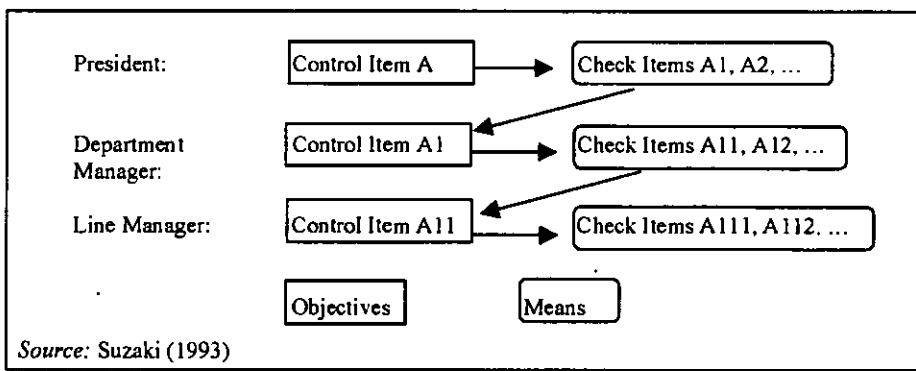 President: Control Item A Check Items A1, A2, ...
Department Manager: Control Item A1 Check Items A11, A12, ...
Line Manager: Control Item A11 Check Items A111, A112, ...
Objectives Means
Source: Suzaki (1993)